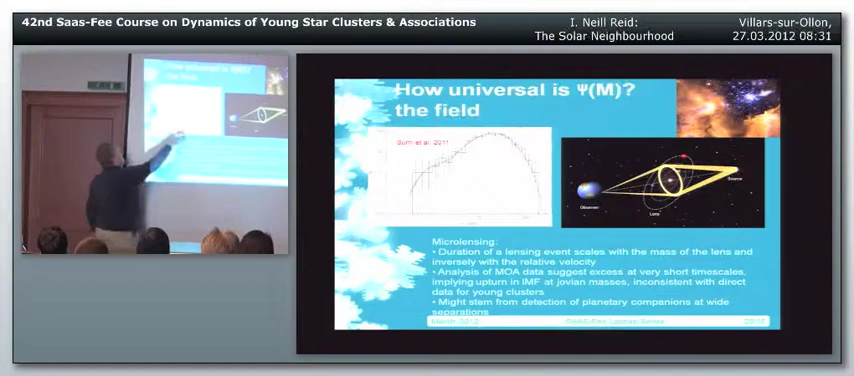 42nd Saas-Fee Course on Dynamics of Young Star Clusters & Associations
I. Neill Reid:
The Solar Neighbourhood
Villars-sur-Ollon,
27.03.2012 08:31
How universal is Ψ(M)?
the field
Sumi et al. 2011
Observer
Lens
Source
Microlensing:
• Duration of a lensing event scales with the mass of the lens and
inversely with the relative velocity
• Analysis of MOA data suggest excess at very short timescales,
implying upturn in IMF at jovian masses, inconsistent with direct
data for young clusters
• Might stem from detection of planetary companions at wide
separations
March 2012